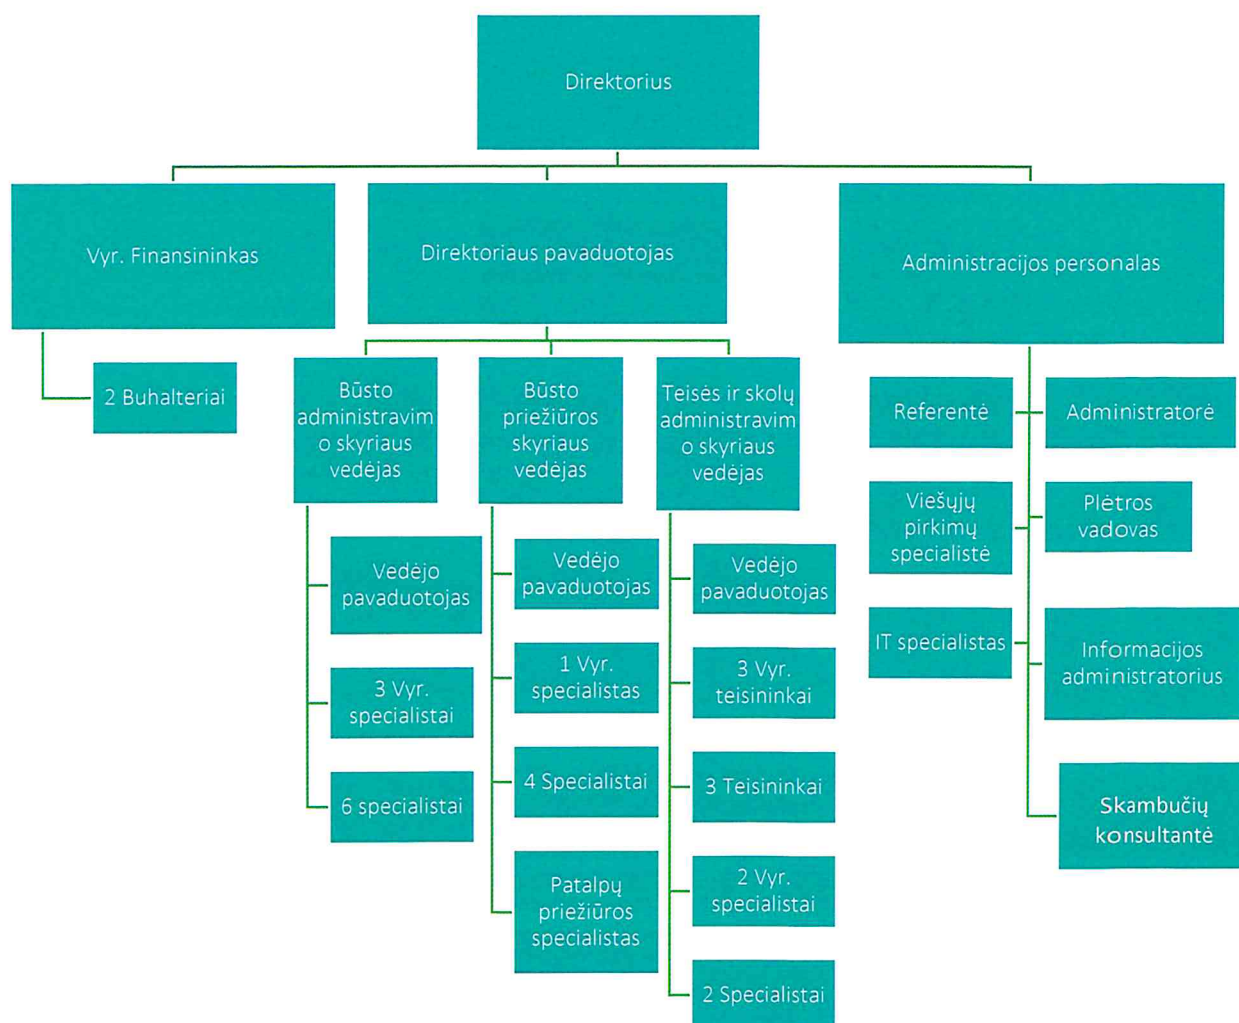 Direktorius
Vyr. Finansininkas
Direktoriaus pavaduotojas
Administracijos personalas
2 Buhalteriai
Būsto
administravim
o skyriaus
vedėjas
Būsto
priežiūros
skyriaus
vedėjas
Teisės ir skolų
administravim
o skyriaus
vedėjas
Vedėjo
pavaduotojas
3 Vyr.
specialistai
6 specialistai
Vedėjo
pavaduotojas
1 Vyr.
specialistas
4 Specialistai
Patalpų
priežiūros
specialistas
Vedėjo
pavaduotojas
3 Vyr.
teisininkai
3 Teisininkai
2 Vyr.
specialistai
2 Specialistai
Referentė
Administratorė
Viešųjų
pirkimų
specialistė
Plėtros
vadovas
IT specialistas
Informacijos
administratorius
Skambučių
konsultantė